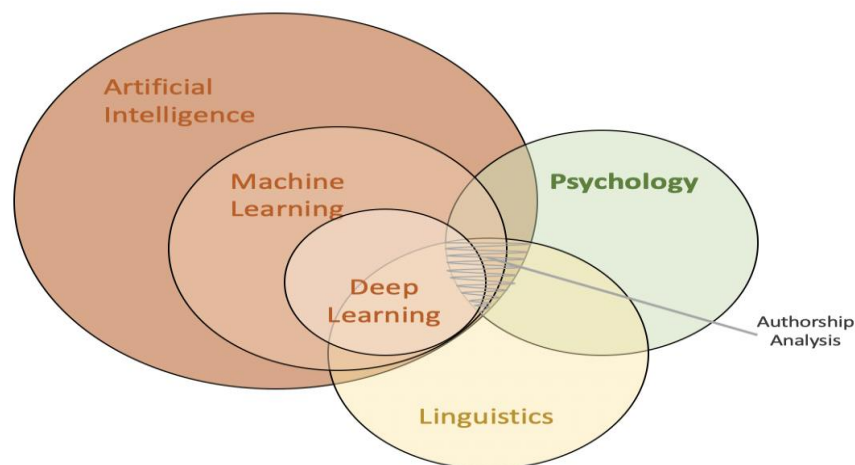 Artificial
Intelligence
Machine
Learning
Psychology
Deep
Learning
Authorship
Analysis
Linguistics